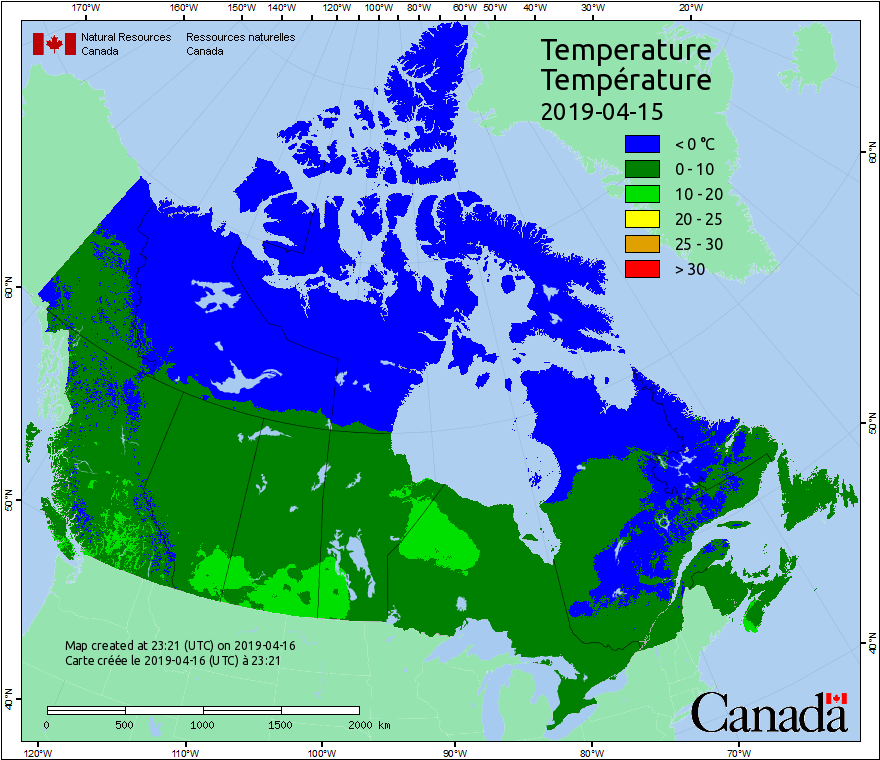 170°W 160°W 150°W 140°W 130°W 120°W 110°W 100°W 90°W 80°W 60°W 50°W 40°W 30°W 20°W
Natural Resources Ressources naturelles
Canada Canada
Temperature
Température
2019-04-15
< 0 °C
0 - 10
10 - 20
20 - 25
25 - 30
> 30
60°N
60°N
50°N
50°N
40°N
40°N
Map created at 23:21 (UTC) on 2019-04-16
Carte créée le 2019-04-16 (UTC) à 23:21
0 500 1000 1500 2000 km
Canada
120°W 110°W 100°W 90°W 80°W 70°W